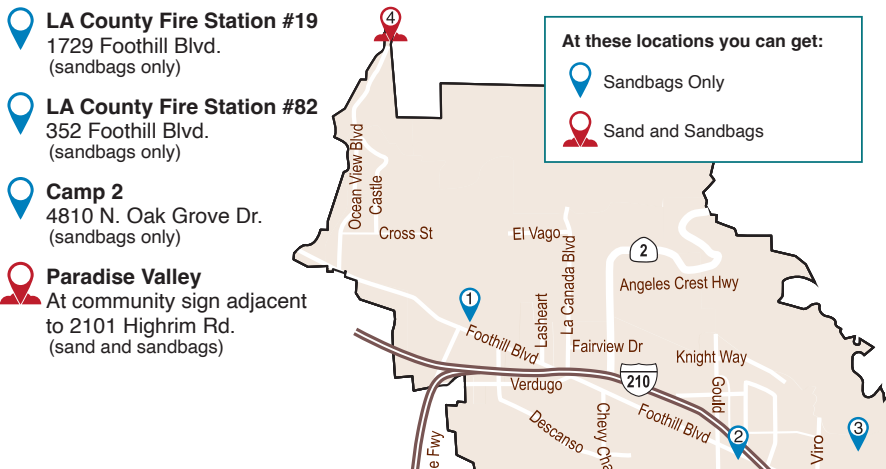 LA County Fire Station #19
1729 Foothill Blvd.
(sandbags only)
LA County Fire Station #82
352 Foothill Blvd.
(sandbags only)
Camp 2
4810 N. Oak Grove Dr.
(sandbags only)
Paradise Valley
At community sign adjacent
to 2101 Highrim Rd.
(sand and sandbags)
At these locations you can get:
Sandbags Only
Sand and Sandbags
4
Ocean View Blvd
Castle
Cross St
El Vago
La Canada Blvd
Lasheart
2
Angeles Crest Hwy
1
Foothill Blvd
Fairview Dr
Knight Way
Verdugo
210
Gould
Descanso
Chevy Cha
Foothill Blvd
2
3
Viro
e Fwy